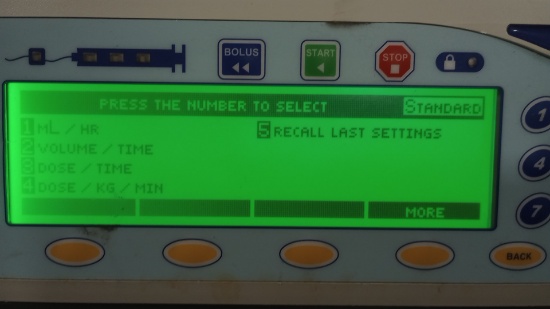 BOLUS
START
STOP
PRESS THE NUMBER TO SELECT STANDARD
1 ML / HR
5 RECALL LAST SETTINGS
2 VOLUME / TIME
3 DOSE / TIME
4 DOSE / KG / MIN
MORE
1
4
7
BACK